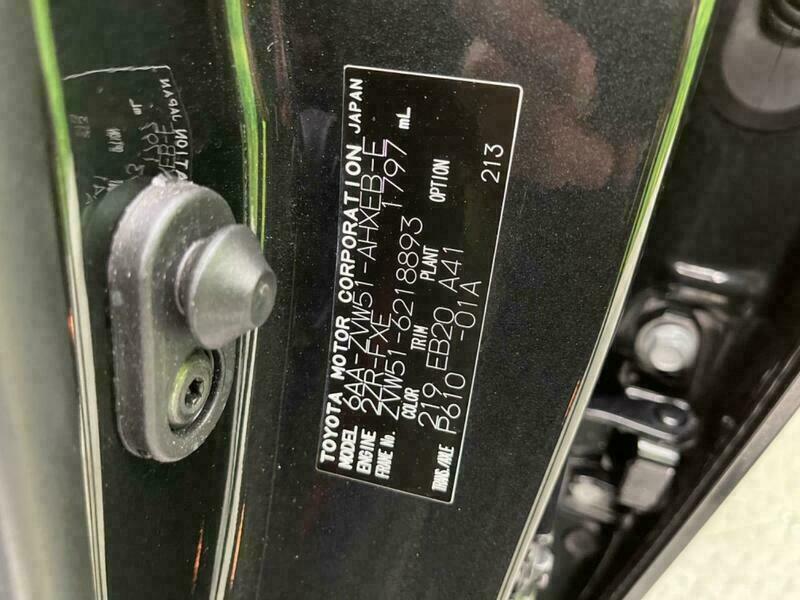 TOYOTA MOTOR CORPORATION JAPAN
MODEL 6AA-ZVW51-AHXEB-E
ENGINE 2ZR-FXE 1797 mL
FRAME No. ZVW51-6218893
COLOR TRIM PLANT OPTION
219 EB20 A41
TRANS./AXLE P610 -01A 213